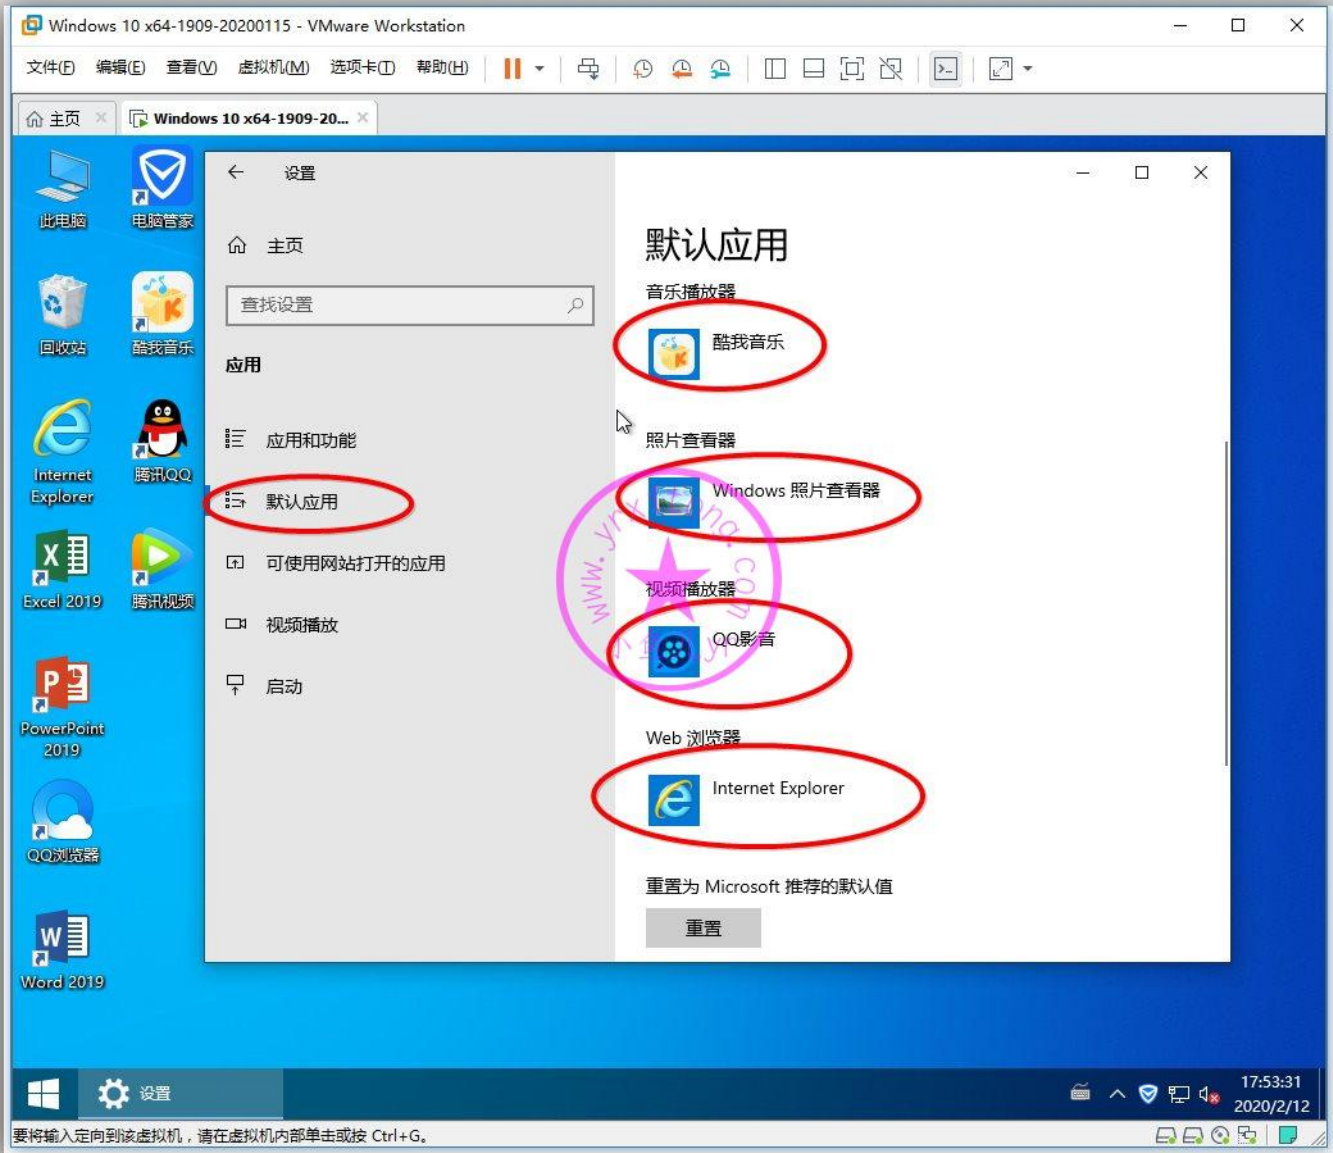 Windows 10 x64-1909-20200115 - VMware Workstation
文件(F) 编辑(E) 查看(V) 虚拟机(M) 选项卡(T) 帮助(H)
主页 Windows 10 x64-1909-20...
此电脑
电脑管家
回收站
酷我音乐
Internet
Explorer
腾讯QQ
Excel 2019
腾讯视频
PowerPoint
2019
QQ浏览器
Word 2019
设置
主页
查找设置
应用
应用和功能
默认应用
可使用网站打开的应用
视频播放
启动
默认应用
音乐播放器
酷我音乐
照片查看器
Windows 照片查看器
视频播放器
QQ影音
Web 浏览器
Internet Explorer
重置为 Microsoft 推荐的默认值
重置
设置
17:53:31
2020/2/12
要将输入定向到该虚拟机，请在虚拟机内部单击或按 Ctrl+G。